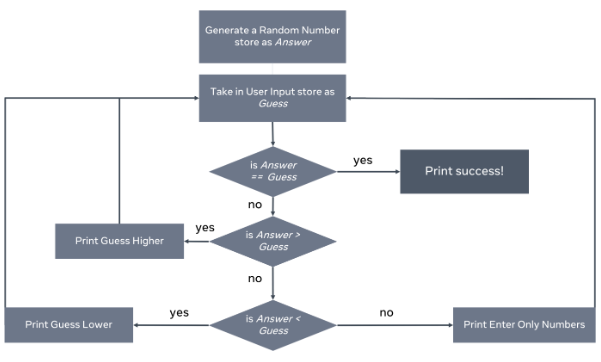 Generate a Random Number
store as Answer
Take in User Input store as
Guess
is Answer
== Guess
yes
Print success!
no
is Answer >
Guess
yes
Print Guess Higher
no
is Answer <
Guess
yes
Print Guess Lower
no
Print Enter Only Numbers